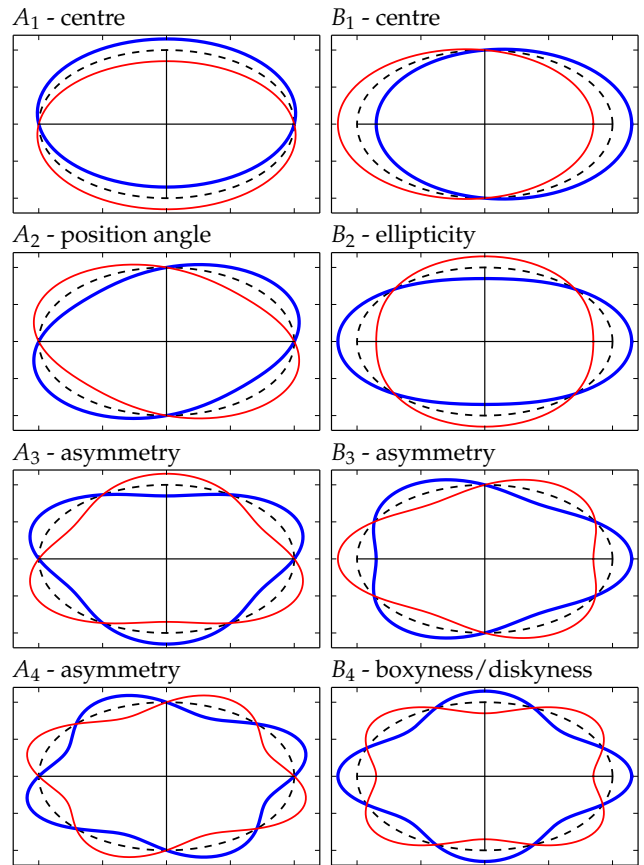 A₁ - centre
B₁ - centre
A₂ - position angle
B₂ - ellipticity
A₃ - asymmetry
B₃ - asymmetry
A₄ - asymmetry
B₄ - boxyness/diskyness